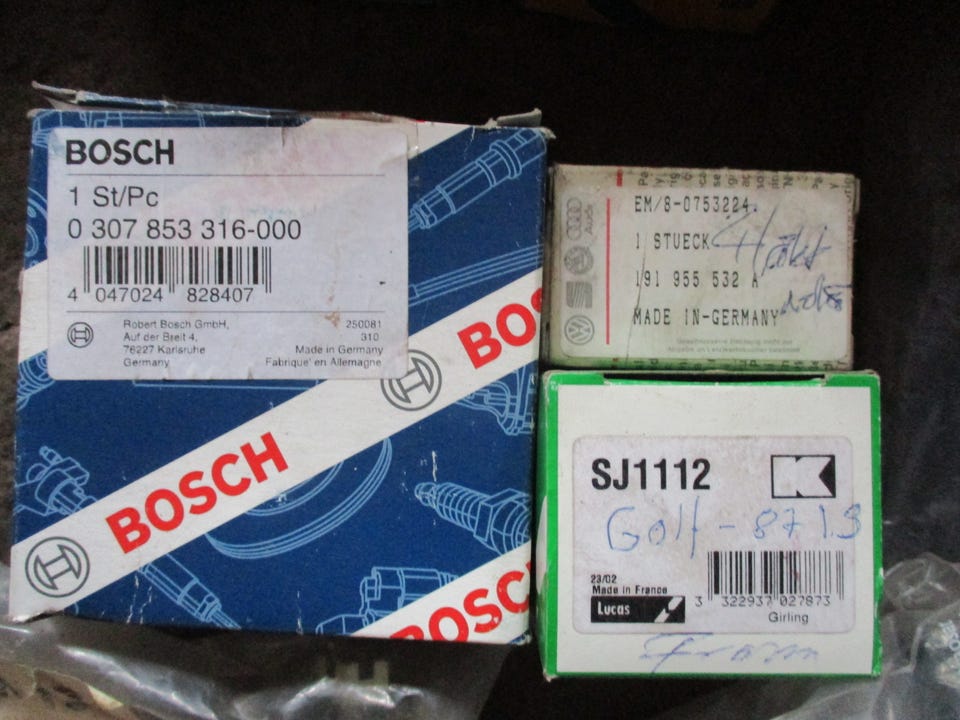 BOSCH
1 St/Pc
0 307 853 316-000
4 047024 828407
Robert Bosch GmbH,
Auf der Breit 4,
76227 Karlsruhe
Germany
250081
310
Made in Germany
Fabriqué en Allemagne
BOSCH
BOSCH
BOSC
EM/8-0753224.
1 STUECK
191 955 532 A
MADE IN-GERMANY
Audi
SJ1112
Golf - 87 1.8
23/02
Made in France
Lucas
3 322937 027873
Girling